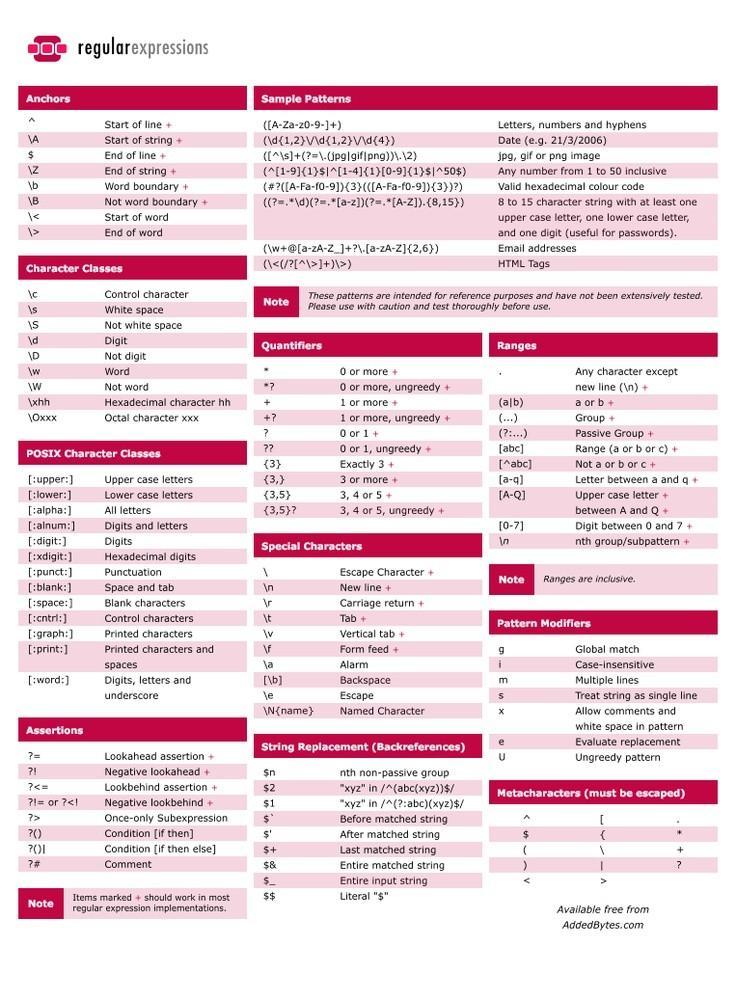 regularexpressions
Anchors
^ Start of line +
\A Start of string +
$ End of line +
\Z End of string +
\b Word boundary +
\B Not word boundary +
\< Start of word
\> End of word
Character Classes
\c Control character
\s White space
\S Not white space
\d Digit
\D Not digit
\w Word
\W Not word
\xhh Hexadecimal character hh
\Oxxx Octal character xxx
POSIX Character Classes
[:upper:] Upper case letters
[:lower:] Lower case letters
[:alpha:] All letters
[:alnum:] Digits and letters
[:digit:] Digits
[:xdigit:] Hexadecimal digits
[:punct:] Punctuation
[:blank:] Space and tab
[:space:] Blank characters
[:cntrl:] Control characters
[:graph:] Printed characters
[:print:] Printed characters and
spaces
[:word:] Digits, letters and
underscore
Assertions
?= Lookahead assertion +
?! Negative lookahead +
?<= Lookbehind assertion +
?!= or ?<! Negative lookbehind +
?> Once-only Subexpression
?() Condition [if then]
?()| Condition [if then else]
?# Comment
Note Items marked + should work in most
regular expression implementations.
Sample Patterns
([A-Za-z0-9-]+) Letters, numbers and hyphens
(\d{1,2}\/\d{1,2}\/\d{4}) Date (e.g. 21/3/2006)
([^\s]+(?=\.(jpg|gif|png))\.\2) jpg, gif or png image
(^[1-9]{1}$|^[1-4]{1}[0-9]{1}$|^50$) Any number from 1 to 50 inclusive
(#?([A-Fa-f0-9]){3}(([A-Fa-f0-9]){3})?) Valid hexadecimal colour code
((?=.*\d)(?=.*[a-z])(?=.*[A-Z]).{8,15}) 8 to 15 character string with at least one
upper case letter, one lower case letter,
and one digit (useful for passwords).
(\w+@[a-zA-Z_]+?\.[a-zA-Z]{2,6}) Email addresses
(\<(/?[^\>]+)\>) HTML Tags
Note These patterns are intended for reference purposes and have not been extensively tested.
Please use with caution and test thoroughly before use.
Quantifiers
* 0 or more +
*? 0 or more, ungreedy +
+ 1 or more +
+? 1 or more, ungreedy +
? 0 or 1 +
?? 0 or 1, ungreedy +
{3} Exactly 3 +
{3,} 3 or more +
{3,5} 3, 4 or 5 +
{3,5}? 3, 4 or 5, ungreedy +
Special Characters
\ Escape Character +
\n New line +
\r Carriage return +
\t Tab +
\v Vertical tab +
\f Form feed +
\a Alarm
[\b] Backspace
\e Escape
\N{name} Named Character
String Replacement (Backreferences)
$n nth non-passive group
$2 "xyz" in /^(abc(xyz))$/
$1 "xyz" in /^(?:abc)(xyz)$/
$` Before matched string
$' After matched string
$+ Last matched string
$& Entire matched string
$_ Entire input string
$$ Literal "$"
Ranges
. Any character except
new line (\n) +
(a|b) a or b +
(...) Group +
(?:...) Passive Group +
[abc] Range (a or b or c) +
[^abc] Not a or b or c +
[a-q] Letter between a and q +
[A-Q] Upper case letter +
between A and Q +
[0-7] Digit between 0 and 7 +
\n nth group/subpattern +
Note Ranges are inclusive.
Pattern Modifiers
g Global match
i Case-insensitive
m Multiple lines
s Treat string as single line
x Allow comments and
white space in pattern
e Evaluate replacement
U Ungreedy pattern
Metacharacters (must be escaped)
^ [ .
$ { *
( \ +
) | ?
< >
Available free from
AddedBytes.com